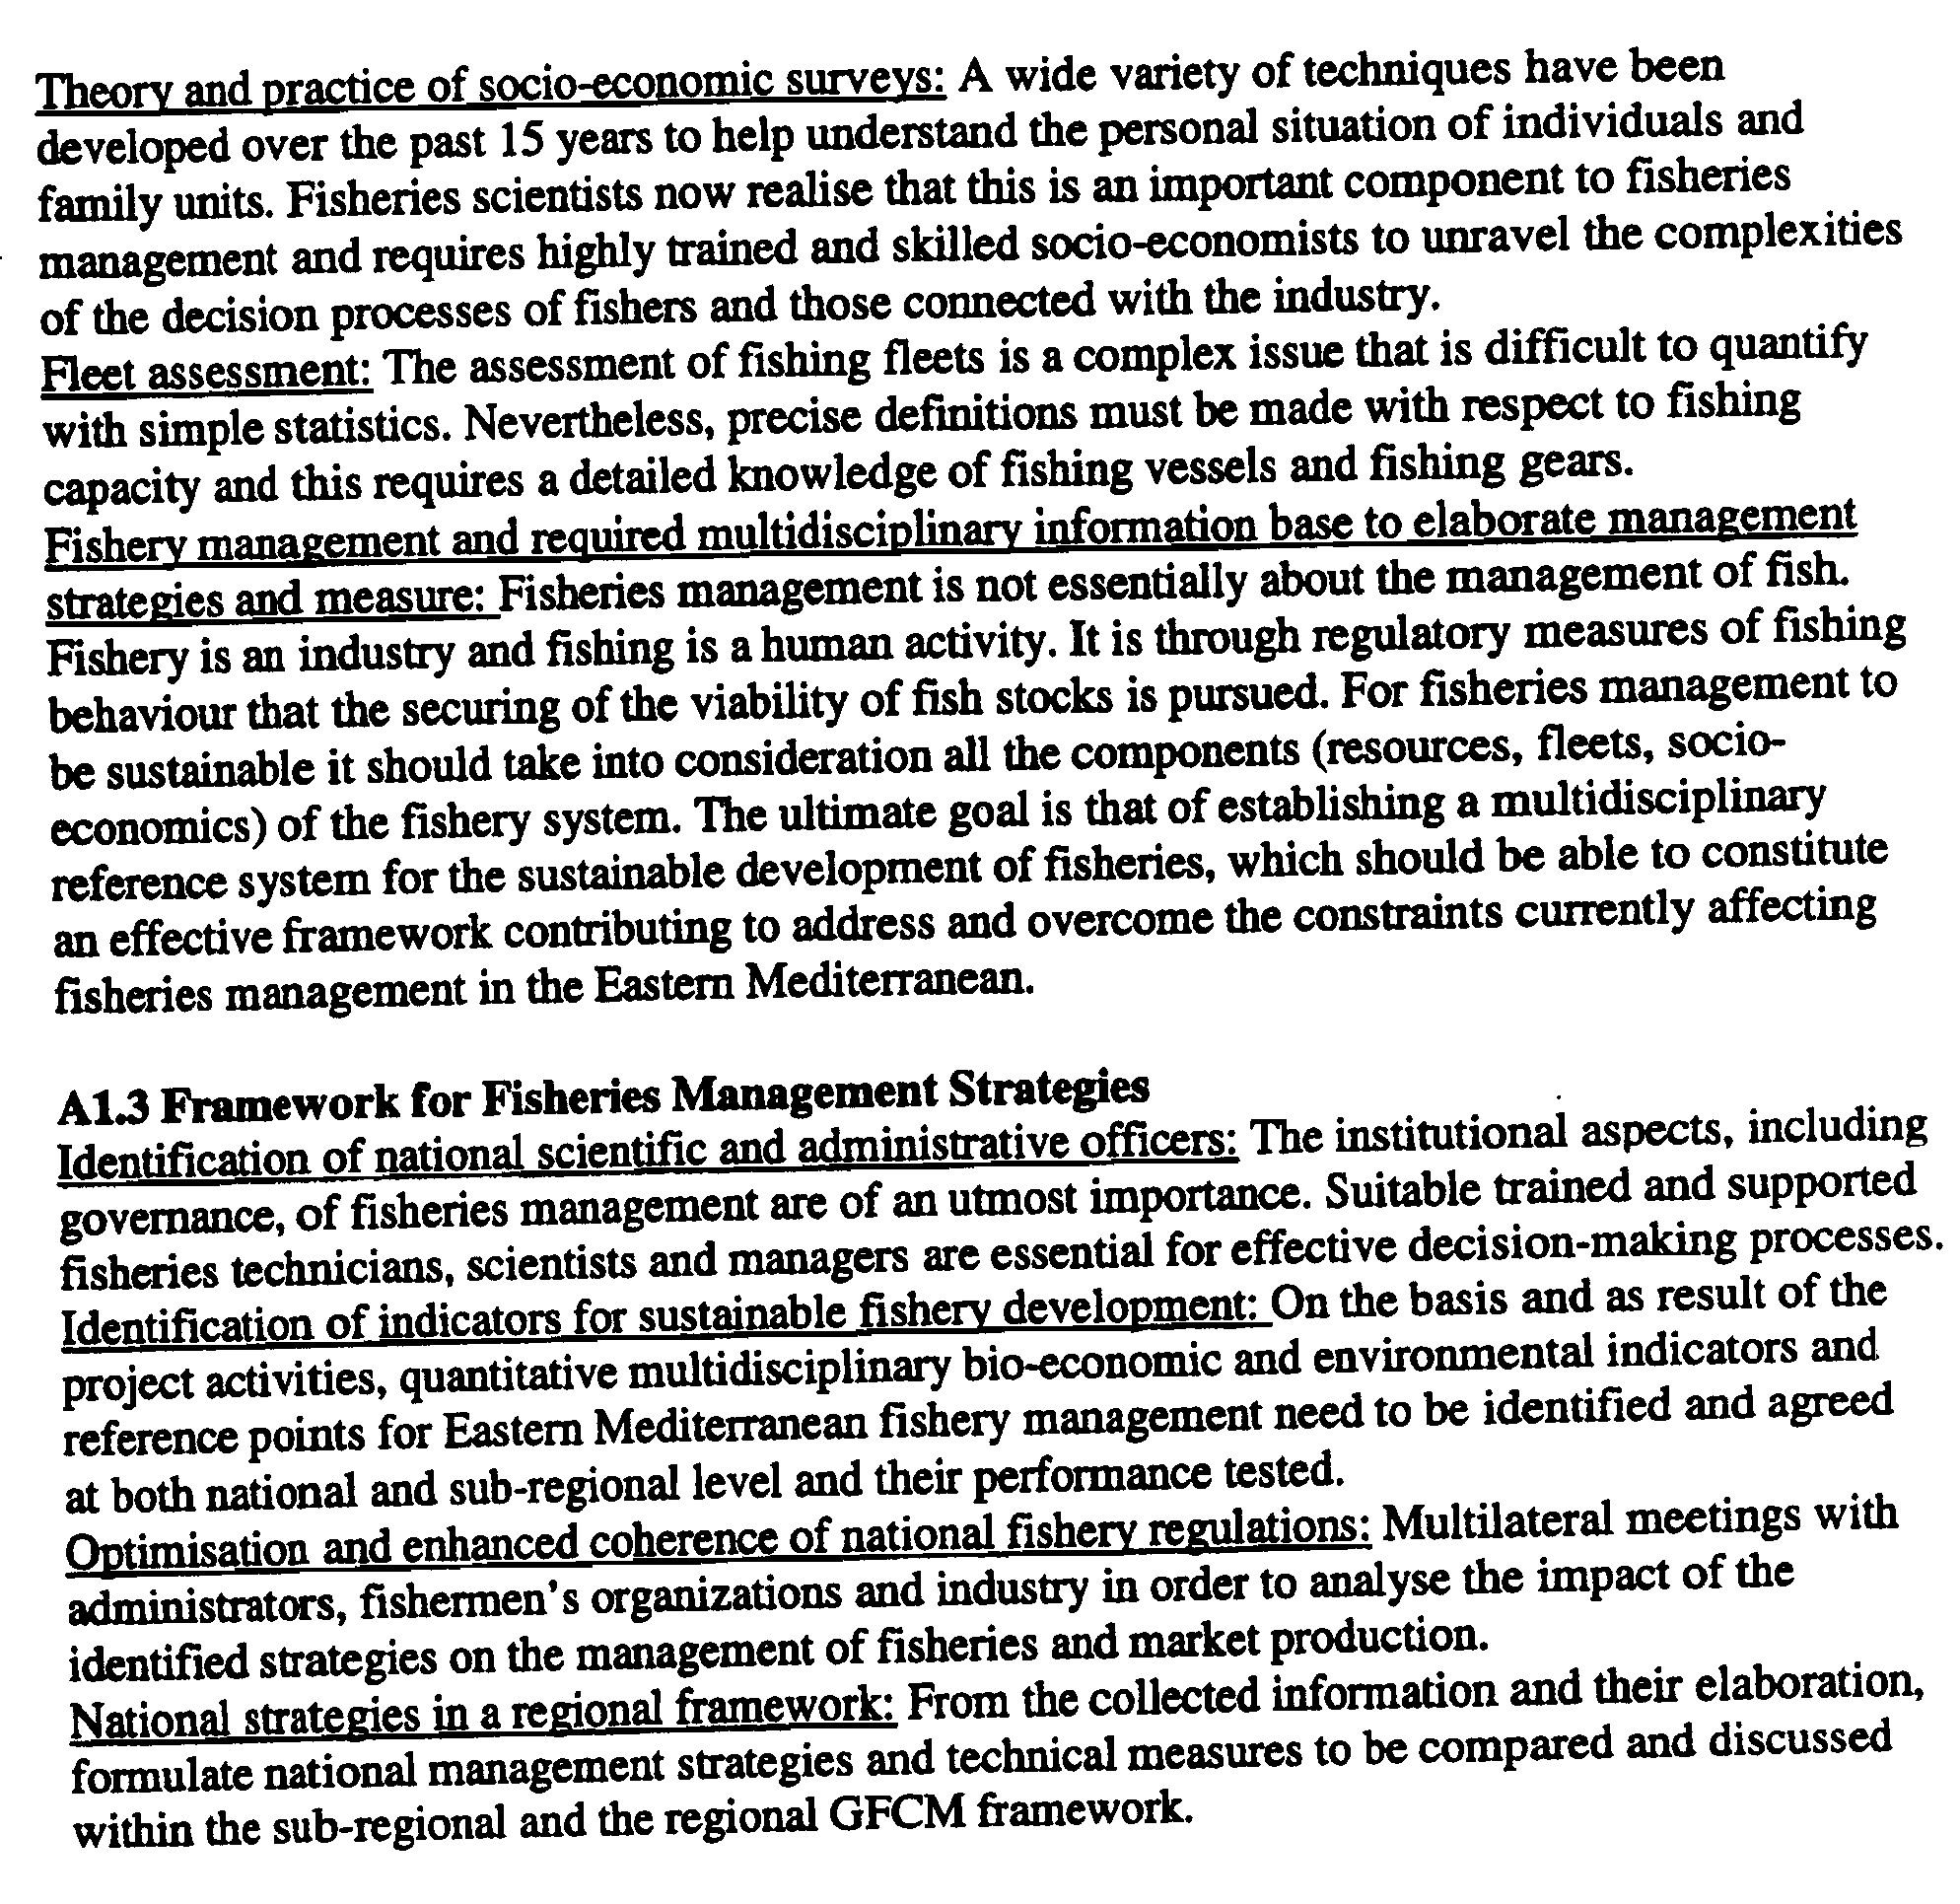 Theory and practice of socio-economic surveys: A wide variety of techniques have been
developed over the past 15 years to help understand the personal situation of individuals and
family units. Fisheries scientists now realise that this is an important component to fisheries
management and requires highly trained and skilled socio-economists to unravel the complexities
of the decision processes of fishers and those connected with the industry.
Fleet assessment: The assessment of fishing fleets is a complex issue that is difficult to quantify
with simple statistics. Nevertheless, precise definitions must be made with respect to fishing
capacity and this requires a detailed knowledge of fishing vessels and fishing gears.
Fishery management and required multidisciplinary information base to elaborate management
strategies and measure: Fisheries management is not essentially about the management of fish.
Fishery is an industry and fishing is a human activity. It is through regulatory measures of fishing
behaviour that the securing of the viability of fish stocks is pursued. For fisheries management to
be sustainable it should take into consideration all the components (resources, fleets, socio-
economics) of the fishery system. The ultimate goal is that of establishing a multidisciplinary
reference system for the sustainable development of fisheries, which should be able to constitute
an effective framework contributing to address and overcome the constraints currently affecting
fisheries management in the Eastern Mediterranean.
A1.3 Framework for Fisheries Management Strategies
Identification of national scientific and administrative officers: The institutional aspects, including
governance, of fisheries management are of an utmost importance. Suitable trained and supported
fisheries technicians, scientists and managers are essential for effective decision-making processes.
Identification of indicators for sustainable fishery development: On the basis and as result of the
project activities, quantitative multidisciplinary bio-economic and environmental indicators and
reference points for Eastern Mediterranean fishery management need to be identified and agreed
at both national and sub-regional level and their performance tested.
Optimisation and enhanced coherence of national fishery regulations: Multilateral meetings with
administrators, fishermen's organizations and industry in order to analyse the impact of the
identified strategies on the management of fisheries and market production.
National strategies in a regional framework: From the collected information and their elaboration,
formulate national management strategies and technical measures to be compared and discussed
within the sub-regional and the regional GFCM framework.